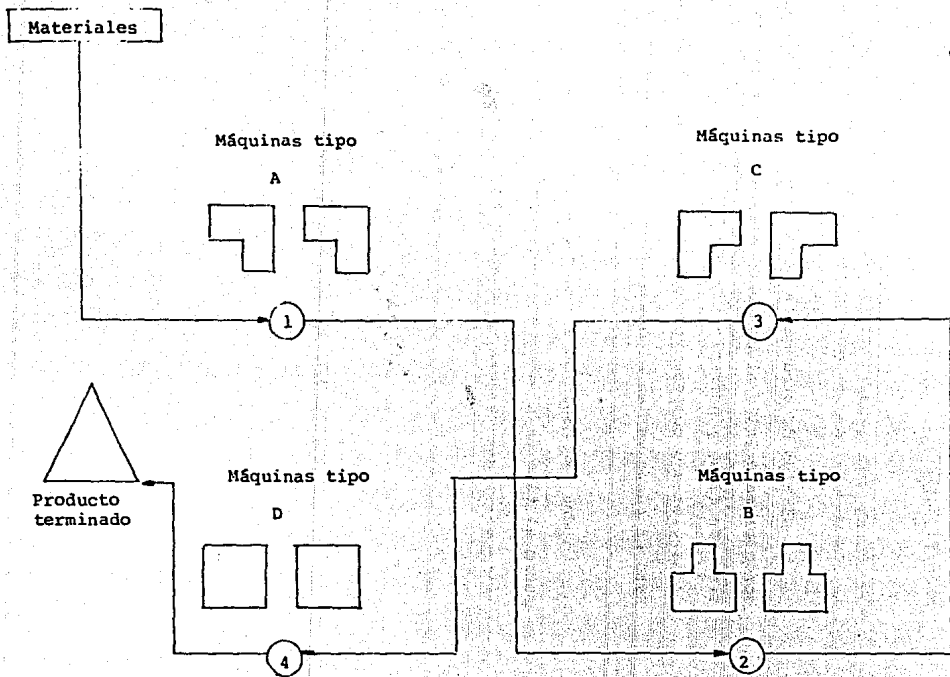 Materiales
Máquinas tipo
A
Máquinas tipo
C
1
3
Producto
terminado
Máquinas tipo
D
Máquinas tipo
B
4
2